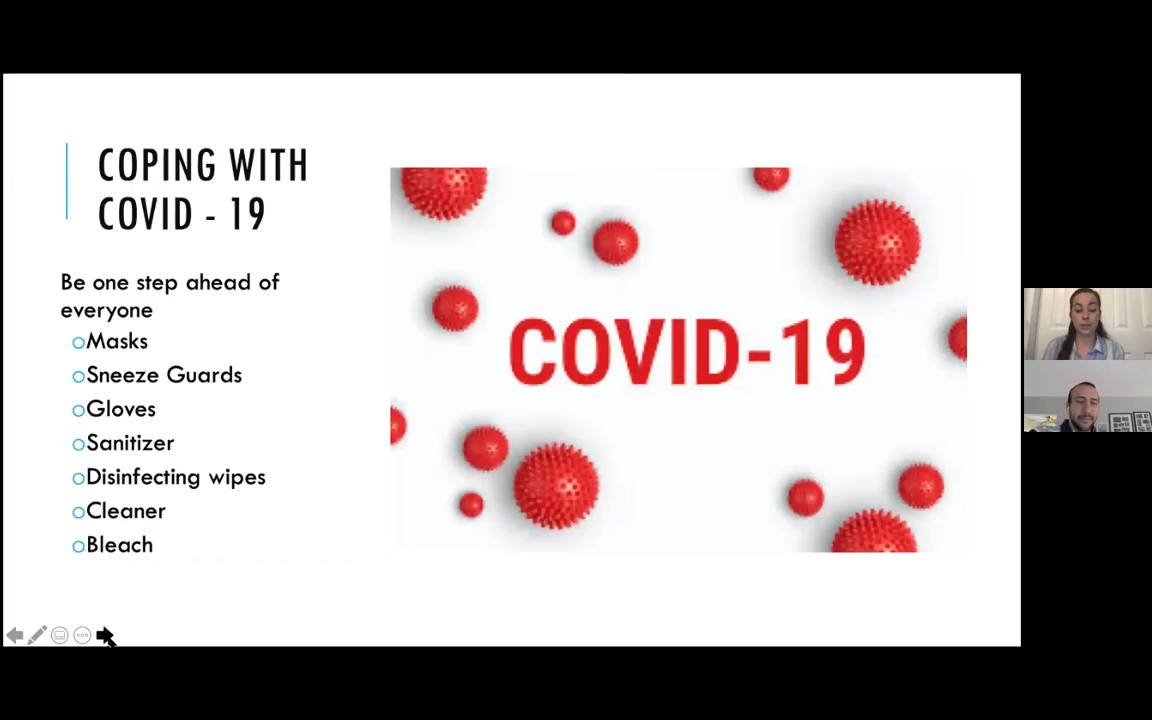 COPING WITH
COVID - 19
Be one step ahead of
everyone
Masks
Sneeze Guards
Gloves
Sanitizer
Disinfecting wipes
Cleaner
Bleach
COVID-19